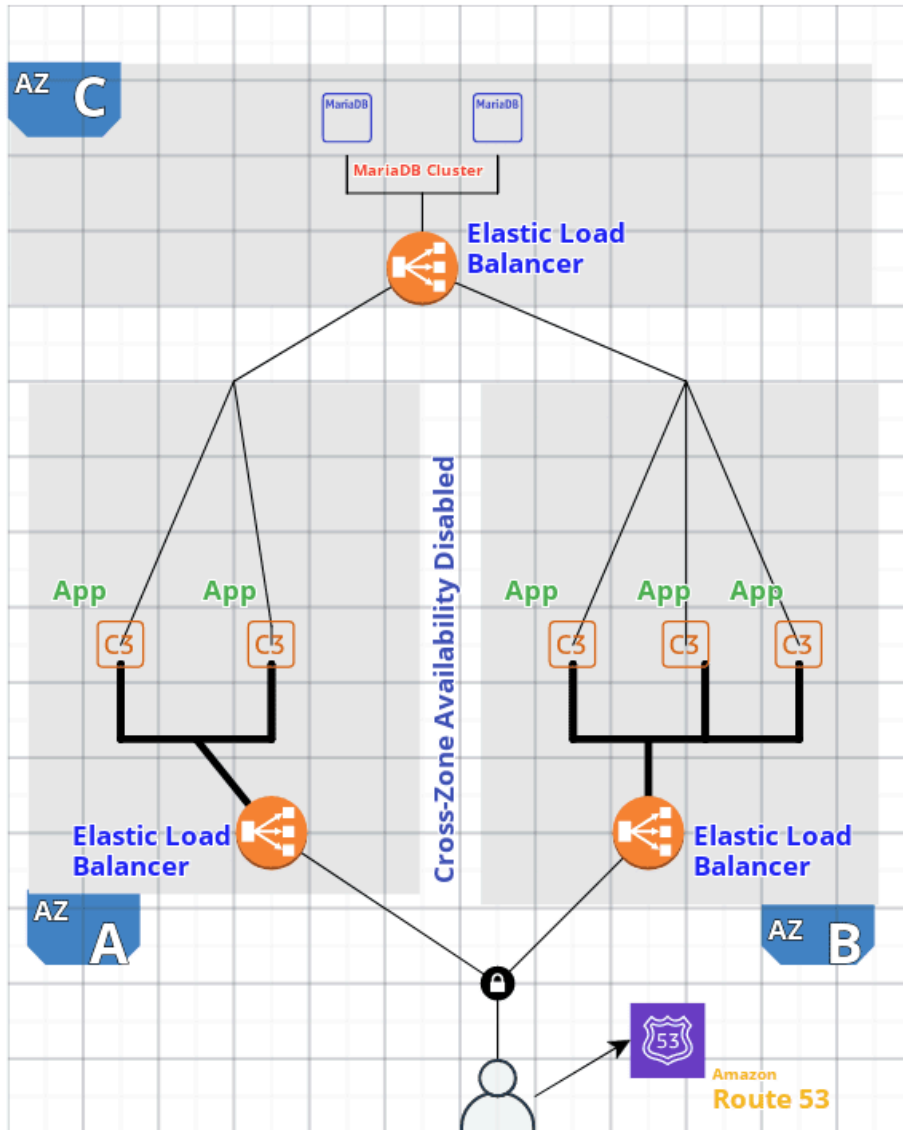 AZ C
MariaDB
MariaDB
MariaDB Cluster
Elastic Load
Balancer
Cross-Zone Availability Disabled
App
App
App
App
App
C3
C3
C3
C3
C3
Elastic Load
Balancer
Elastic Load
Balancer
AZ A
AZ B
53
Amazon
Route 53